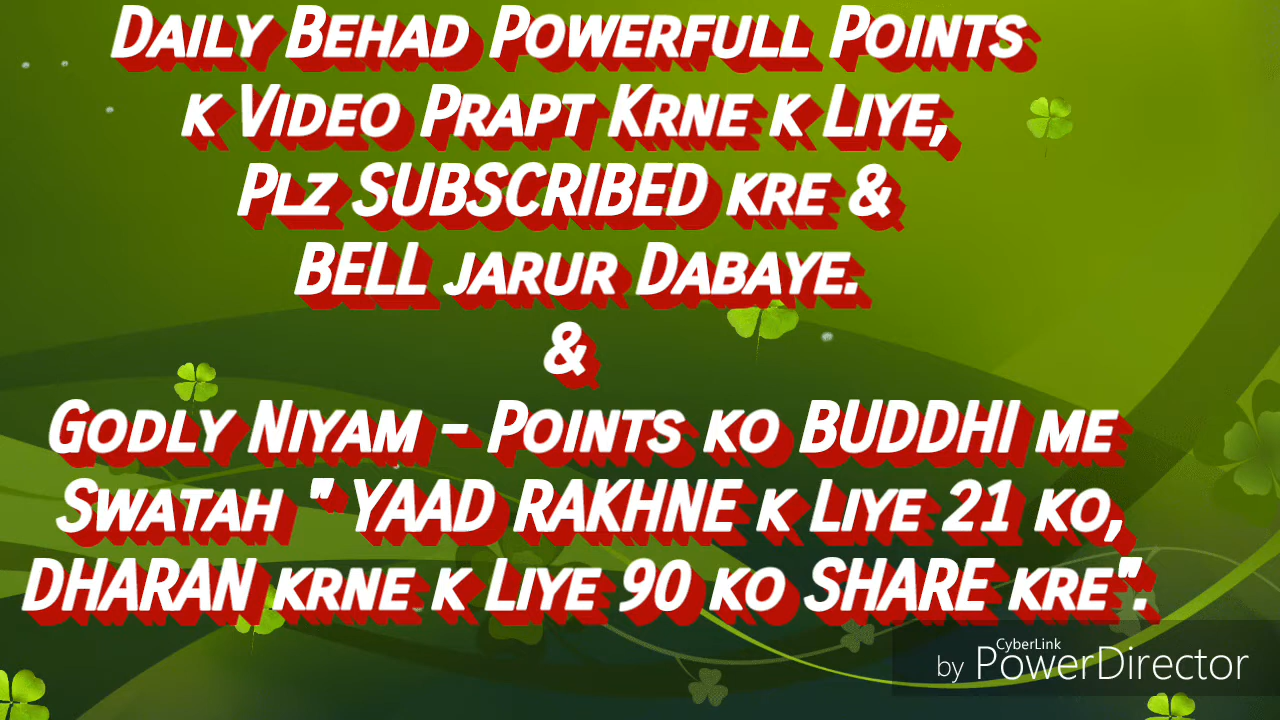 Daily Behad Powerfull Points
k Video Prapt Krne k Liye,
Plz SUBSCRIBED kre &
BELL jarur Dabaye.
&
Godly Niyam - Points ko BUDDHI me
Swatah " YAAD RAKHNE k Liye 21 ko,
DHARAN krne k Liye 90 ko SHARE kre".
CyberLink
by PowerDirector